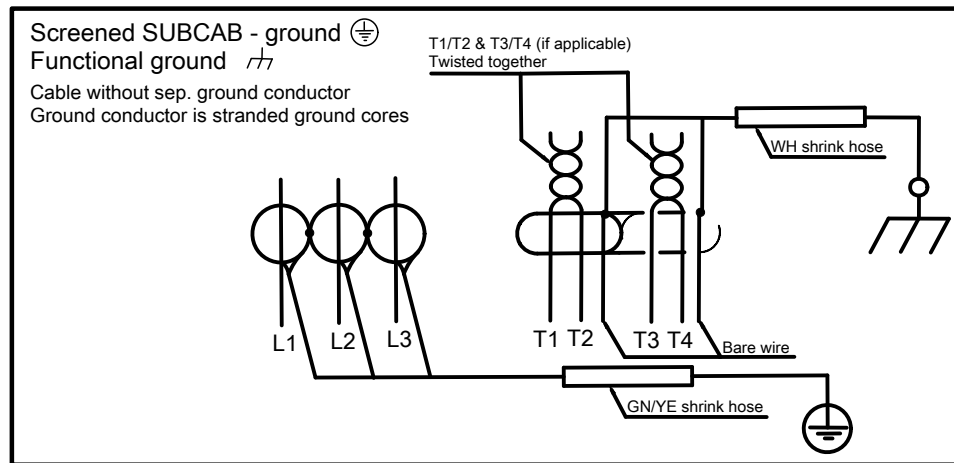 Screened SUBCAB - ground
Functional ground
Cable without sep. ground conductor
Ground conductor is stranded ground cores
T1/T2 & T3/T4 (if applicable)
Twisted together
WH shrink hose
L1 L2 L3
T1 T2 T3 T4
Bare wire
GN/YE shrink hose